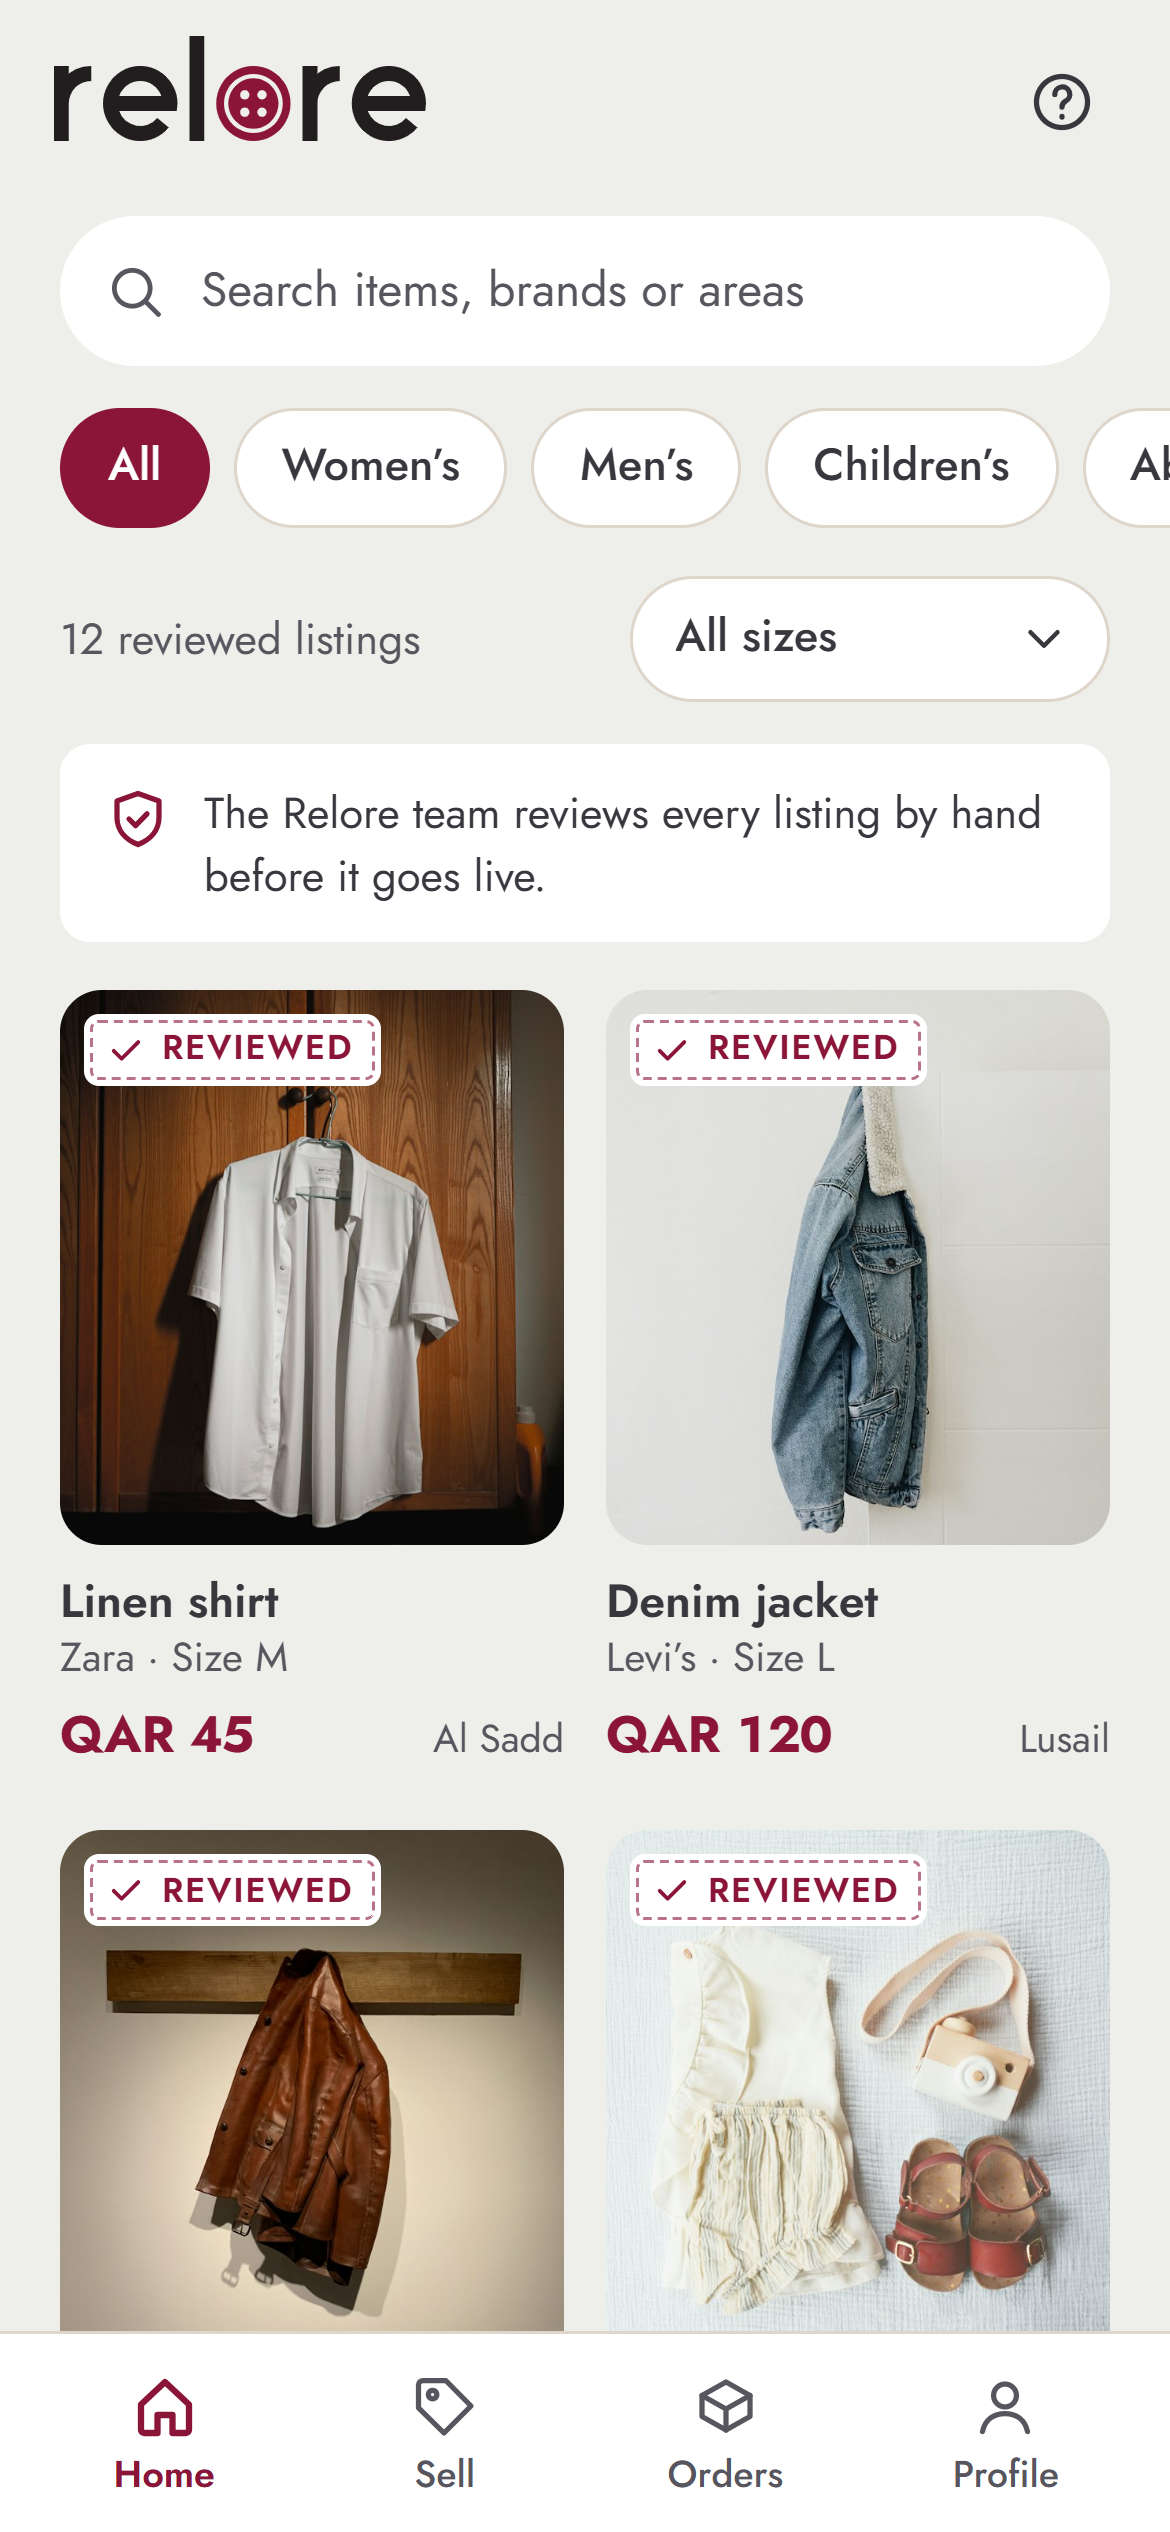 relore
Search items, brands or areas
All
Women’s
Men’s
Children’s
12 reviewed listings
All sizes
The Relore team reviews every listing by hand
before it goes live.
REVIEWED
REVIEWED
Linen shirt
Zara · Size M
QAR 45
Al Sadd
Denim jacket
Levi’s · Size L
QAR 120
Lusail
REVIEWED
REVIEWED
Home
Sell
Orders
Profile